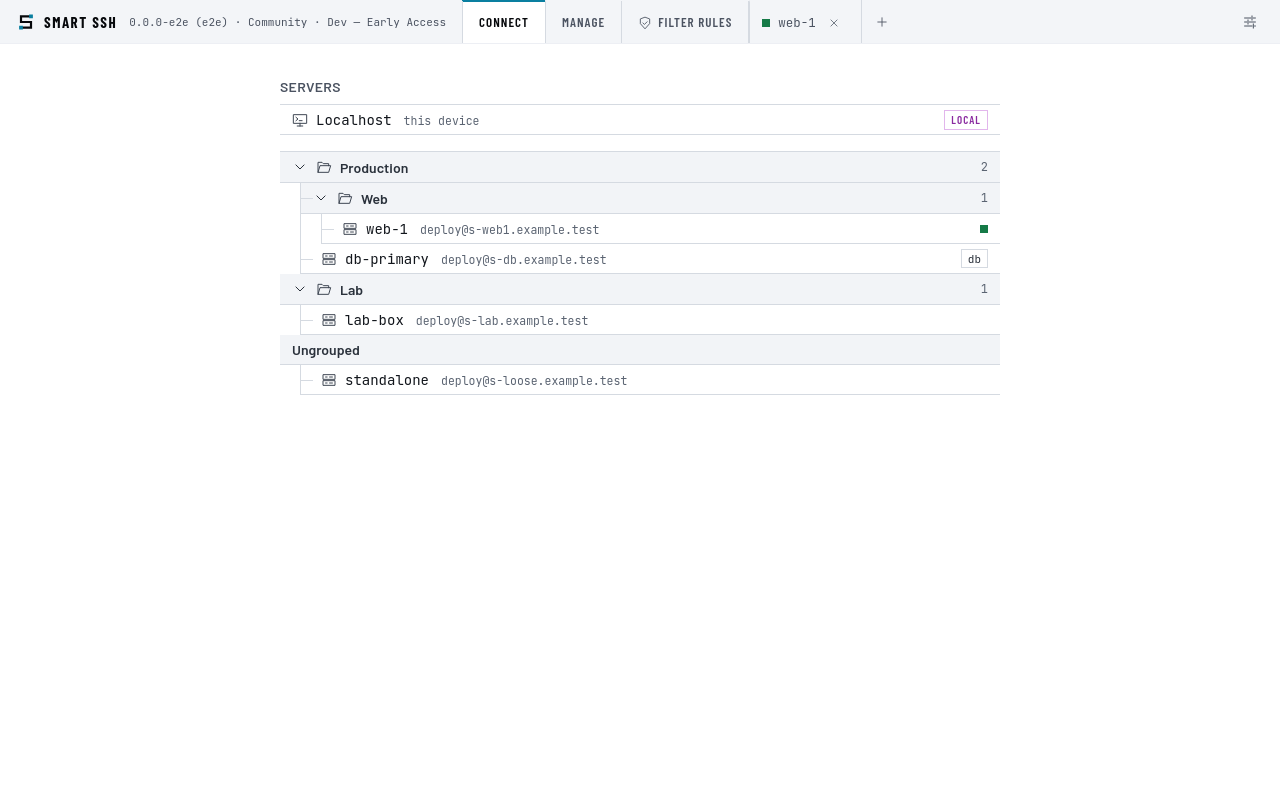 SMART SSH 0.0.0-e2e (e2e) · Community · Dev — Early Access CONNECT MANAGE FILTER RULES web-1
SERVERS
Localhost this device LOCAL
Production 2
Web 1
web-1 deploy@s-web1.example.test
db-primary deploy@s-db.example.test db
Lab 1
lab-box deploy@s-lab.example.test
Ungrouped
standalone deploy@s-loose.example.test